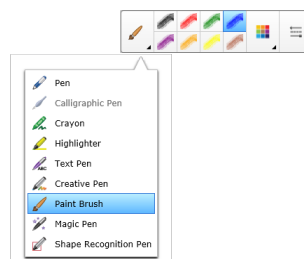 Pen
Calligraphic Pen
Crayon
Highlighter
Text Pen
Creative Pen
Paint Brush
Magic Pen
Shape Recognition Pen